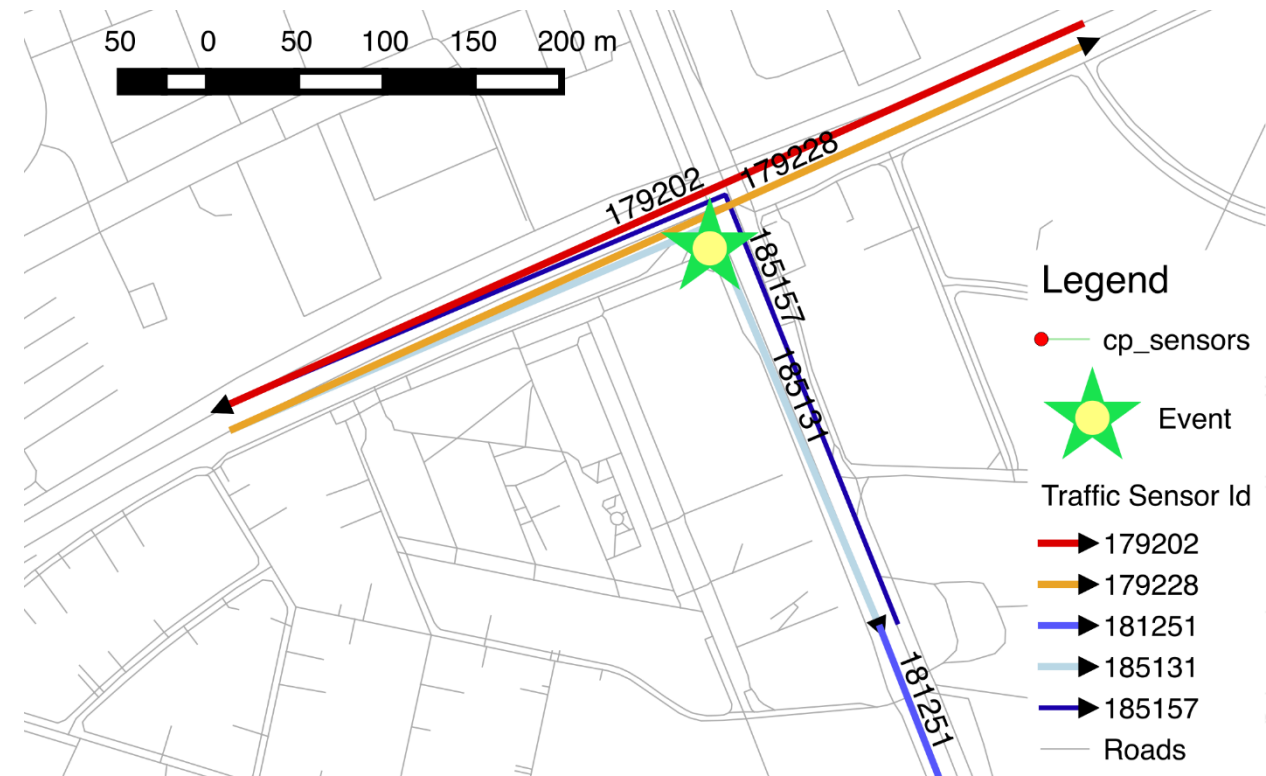 50 0 50 100 150 200 m
179202
179228
185157
185131
181251
Legend
cp_sensors
Event
Traffic Sensor Id
179202
179228
181251
185131
185157
Roads